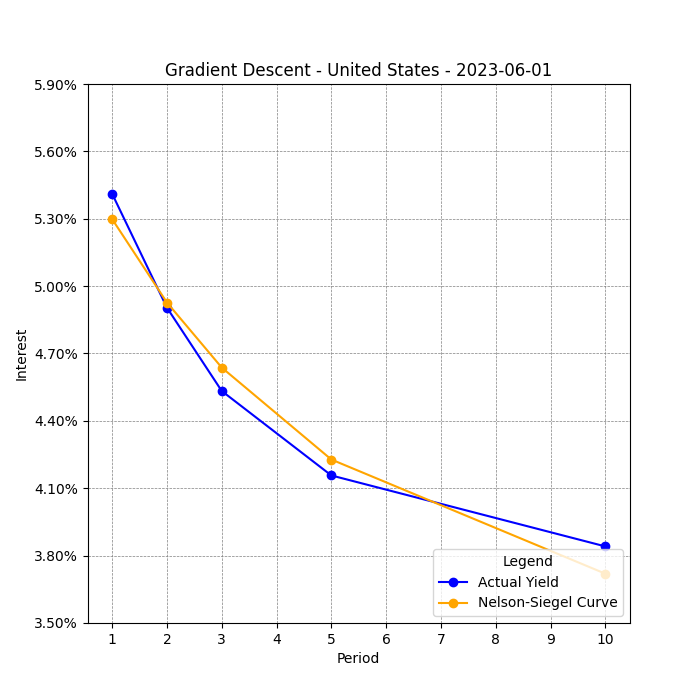 Gradient Descent - United States - 2023-06-01
5.90%
5.60%
5.30%
5.00%
4.70%
4.40%
4.10%
3.80%
3.50%
Interest
Legend
Actual Yield
Nelson-Siegel Curve
1 2 3 4 5 6 7 8 9 10
Period